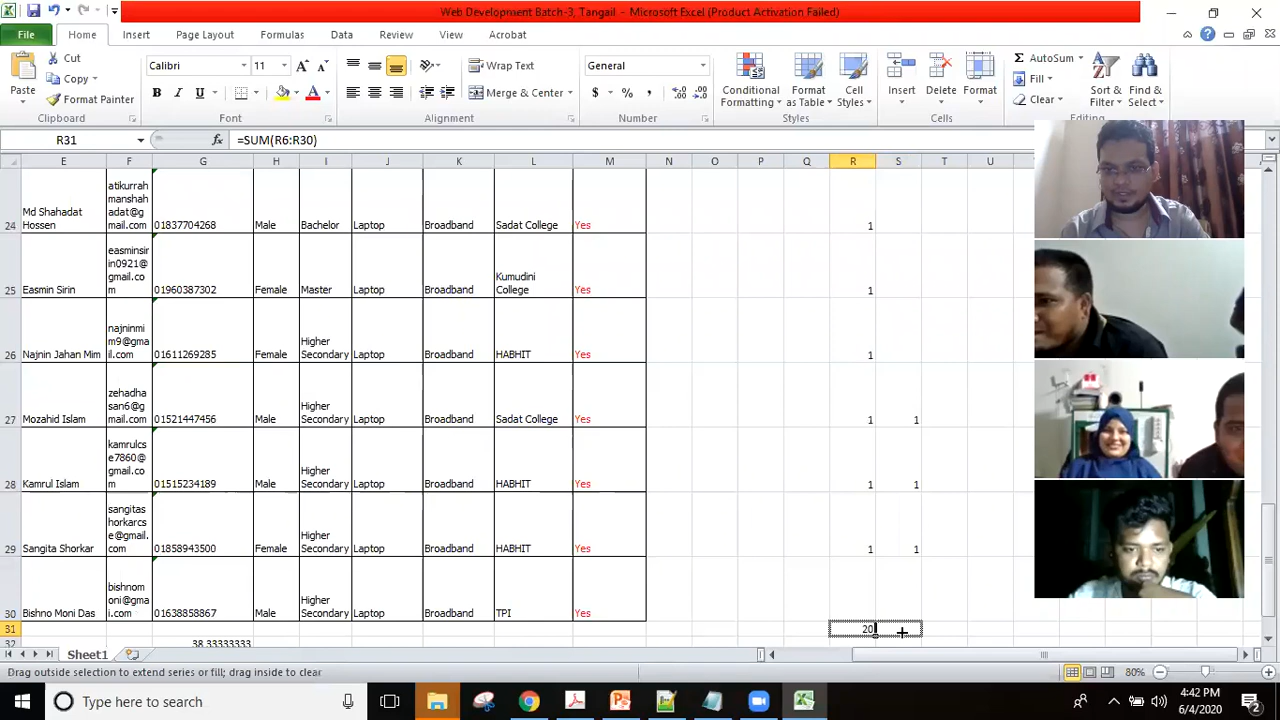 Web Development Batch-3, Tangail - Microsoft Excel (Product Activation Failed)
File Home Insert Page Layout Formulas Data Review View Acrobat
Paste
Cut
Copy
Format Painter
Clipboard
Calibri 11
B I U
Font
Wrap Text
Merge & Center
Alignment
General
$ % ,
Number
Conditional Formatting
Format as Table
Cell Styles
Styles
Insert Delete Format
Cells
AutoSum
Fill
Clear
Sort & Filter
Find & Select
R31 fx =SUM(R6:R30)
E F G H I J K L M N O P Q R S T U
24 Md Shahadat Hossen atikurrahmanshahadat@gmail.com 01837704268 Male Bachelor Laptop Broadband Sadat College Yes 1
25 Easmin Sirin easminsirin0921@gmail.com 01960387302 Female Master Laptop Broadband Kumudini College Yes 1
26 Najnin Jahan Mim najninmim9@gmail.com 01611269285 Female Higher Secondary Laptop Broadband HABHIT Yes 1
27 Mozahid Islam zehadhasan6@gmail.com 01521447456 Male Higher Secondary Laptop Broadband Sadat College Yes 1 1
28 Kamrul Islam kamrulcse7860@gmail.com 01515234189 Male Higher Secondary Laptop Broadband HABHIT Yes 1 1
29 Sangita Shorkar sangitashorkarcse@gmail.com 01858943500 Female Higher Secondary Laptop Broadband HABHIT Yes 1 1
30 Bishno Moni Das bishnomoni@gmail.com 01638858867 Male Higher Secondary Laptop Broadband TPI Yes
31 20
32 38.33333333
Sheet1
Drag outside selection to extend series or fill; drag inside to clear
80%
Type here to search
4:42 PM
6/4/2020
2